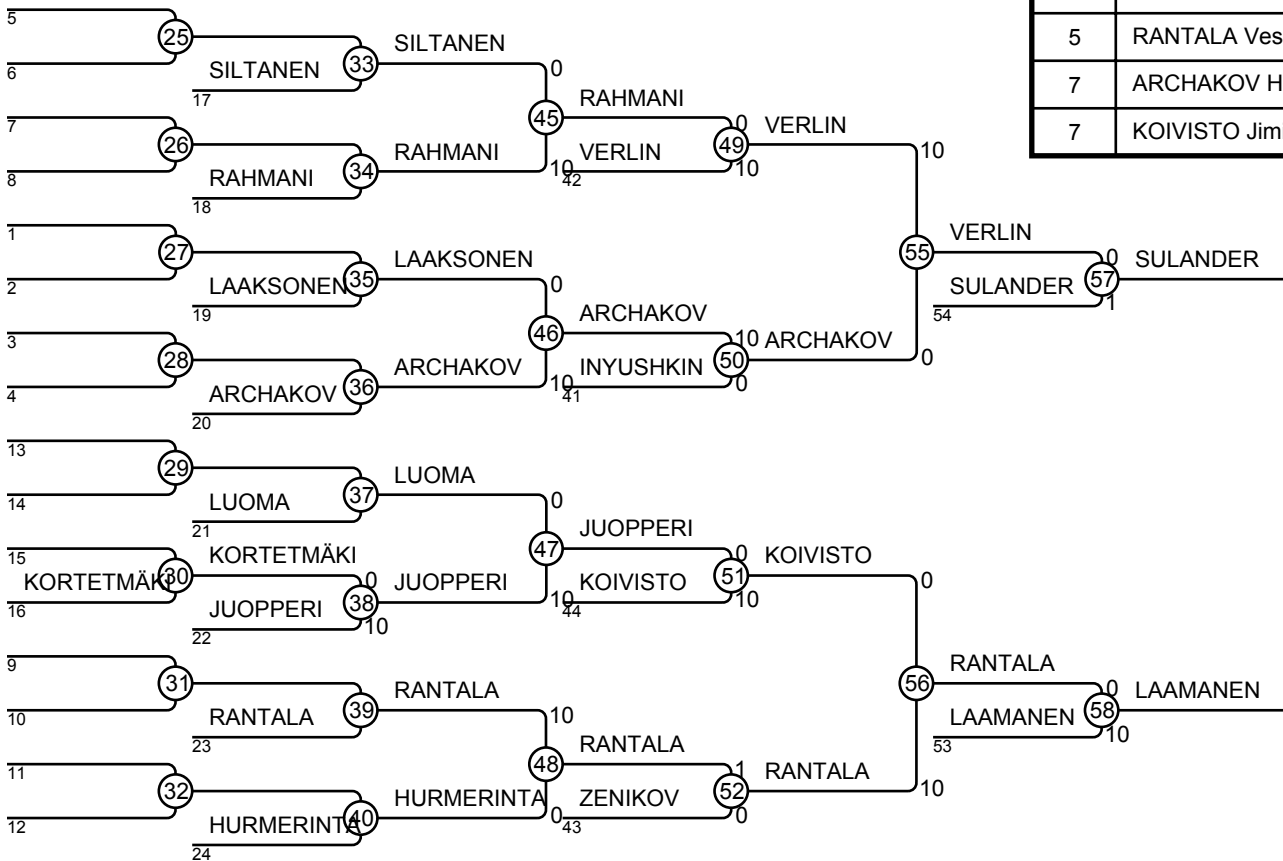 5
25
SILTANEN
5 RANTALA Ves
6
SILTANEN
33
0
17
RAHMANI
7 ARCHAKOV H
7
45
0
VERLIN
26
RAHMANI
VERLIN
49
10
7 KOIVISTO Jim
8
RAHMANI
34
10
42
10
18
1
VERLIN
27
LAAKSONEN
55
0
SULANDER
2
LAAKSONEN
35
0
SULANDER
57
19
54
1
3
ARCHAKOV
46
10
ARCHAKOV
28
ARCHAKOV
INYUSHKIN
50
0
4
ARCHAKOV
36
10
41
0
20
13
29
LUOMA
14
LUOMA
37
0
21
JUOPPERI
15
KORTETMÄKI
47
0
KOIVISTO
KORTETMÄK
30
0
JUOPPERI
KOIVISTO
51
0
16
JUOPPERI
38
10
44
10
22
10
9
RANTALA
31
RANTALA
56
0
LAAMANEN
10
RANTALA
39
10
LAAMANEN
58
23
RANTALA
53
10
11
48
1
RANTALA
32
HURMERINTA
ZENIKOV
52
10
12
HURMERINTA
40
0
43
0
24